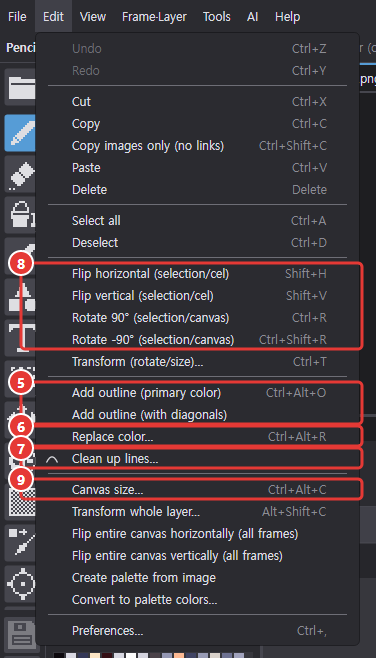 File Edit View Frame-Layer Tools AI Help
Penci
Undo Ctrl+Z
Redo Ctrl+Y
Cut Ctrl+X
Copy Ctrl+C
Copy images only (no links) Ctrl+Shift+C
Paste Ctrl+V
Delete Delete
Select all Ctrl+A
Deselect Ctrl+D
8
Flip horizontal (selection/cel) Shift+H
Flip vertical (selection/cel) Shift+V
Rotate 90° (selection/canvas) Ctrl+R
Rotate -90° (selection/canvas) Ctrl+Shift+R
Transform (rotate/size)... Ctrl+T
5
Add outline (primary color) Ctrl+Alt+O
Add outline (with diagonals)
6
Replace color... Ctrl+Alt+R
7
Clean up lines...
9
Canvas size... Ctrl+Alt+C
Transform whole layer... Alt+Shift+C
Flip entire canvas horizontally (all frames)
Flip entire canvas vertically (all frames)
Create palette from image
Convert to palette colors...
Preferences... Ctrl+,